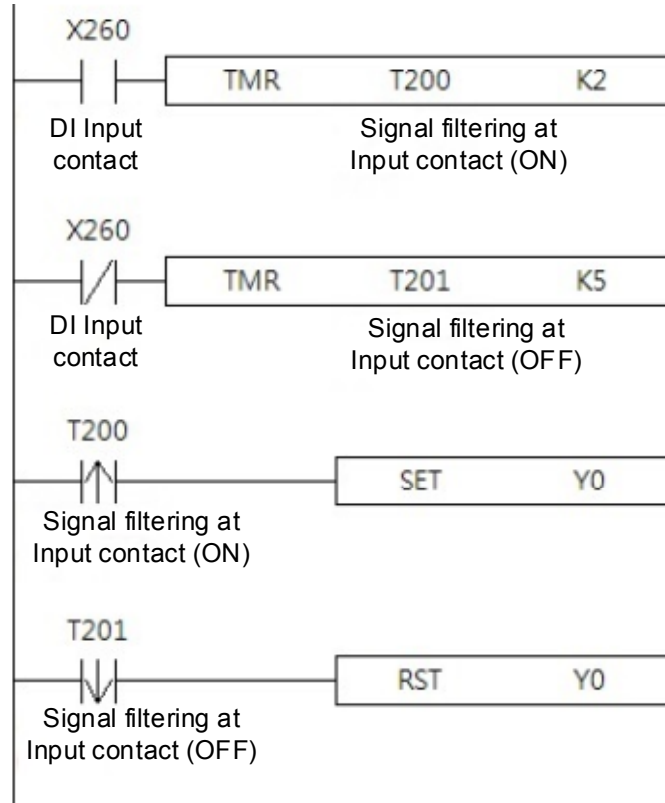 X260
TMR T200 K2
DI Input
contact
Signal filtering at
Input contact (ON)
X260
TMR T201 K5
DI Input
contact
Signal filtering at
Input contact (OFF)
T200
SET Y0
Signal filtering at
Input contact (ON)
T201
RST Y0
Signal filtering at
Input contact (OFF)